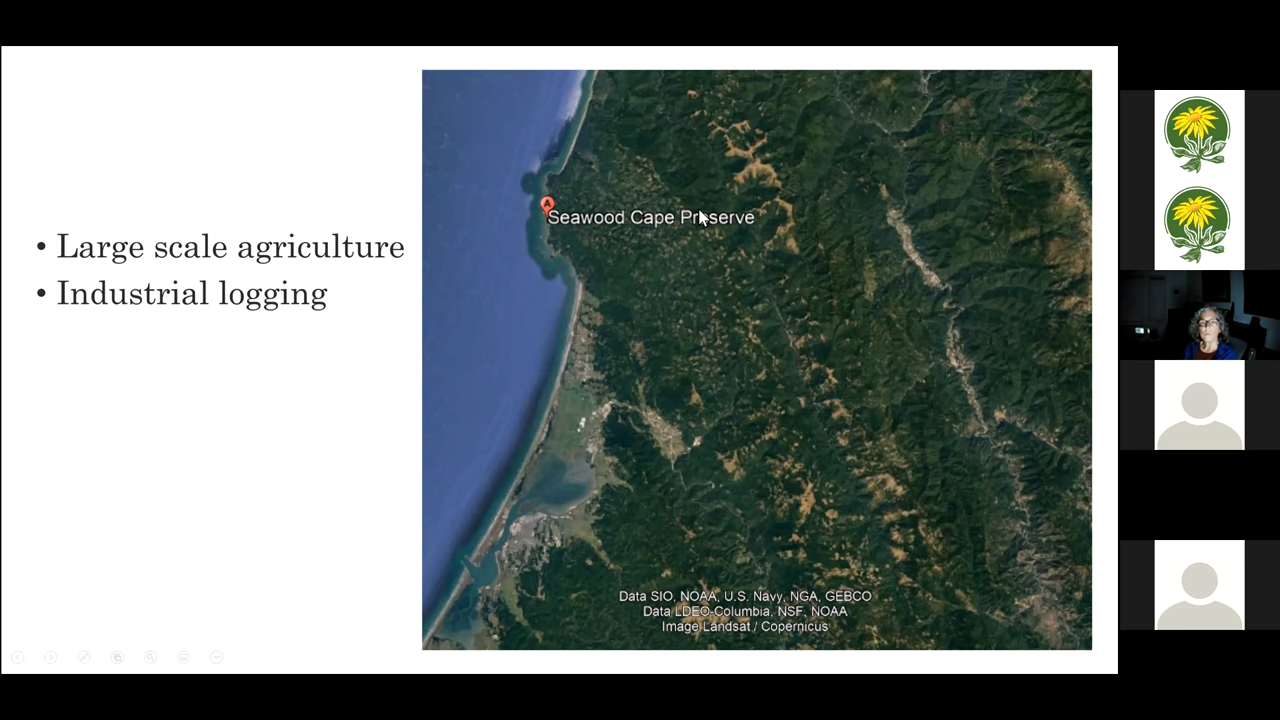 • Large scale agriculture
• Industrial logging
A
Seawood Cape Preserve
Data SIO, NOAA, U.S. Navy, NGA, GEBCO
Data LDEO-Columbia, NSF, NOAA
Image Landsat / Copernicus